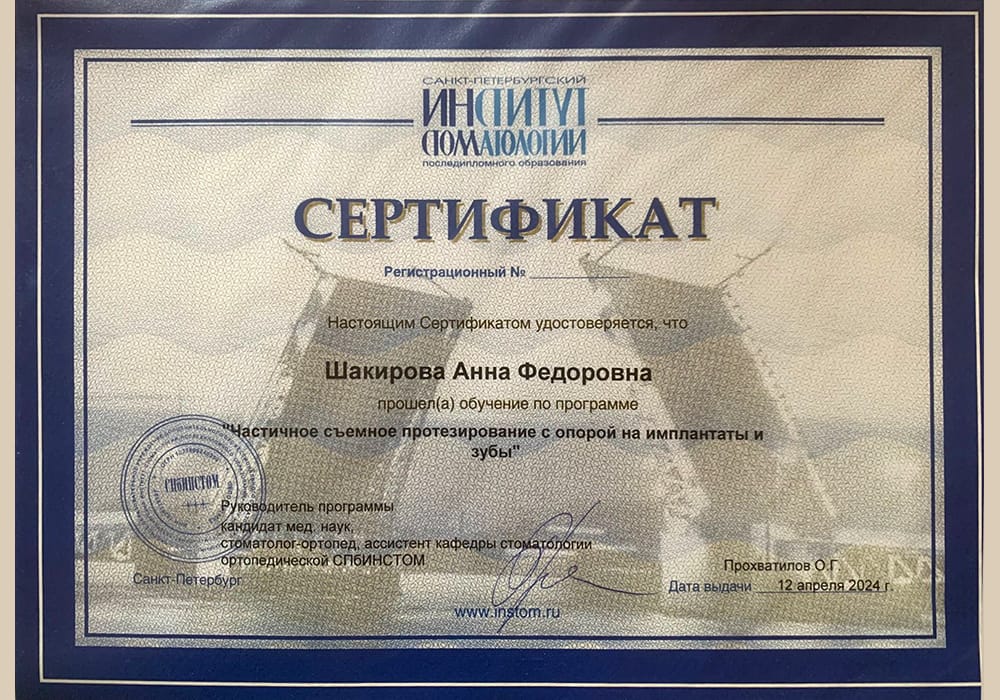 САНКТ-ПЕТЕРБУРГСКИЙ
ИНСТИТУТ
СТОМАТОЛОГИИ
последипломного образования
СЕРТИФИКАТ
Регистрационный №
Настоящим Сертификатом удостоверяется, что
Шакирова Анна Федоровна
прошел(а) обучение по программе
"Частичное съемное протезирование с опорой на имплантаты и
зубы"
СПбИНСТОМ
Руководитель программы
кандидат мед. наук,
стоматолог-ортопед, ассистент кафедры стоматологии
ортопедической СПбИНСТОМ
Прохватилов О.Г.
Санкт-Петербург
Дата выдачи 12 апреля 2024 г.
www.instom.ru